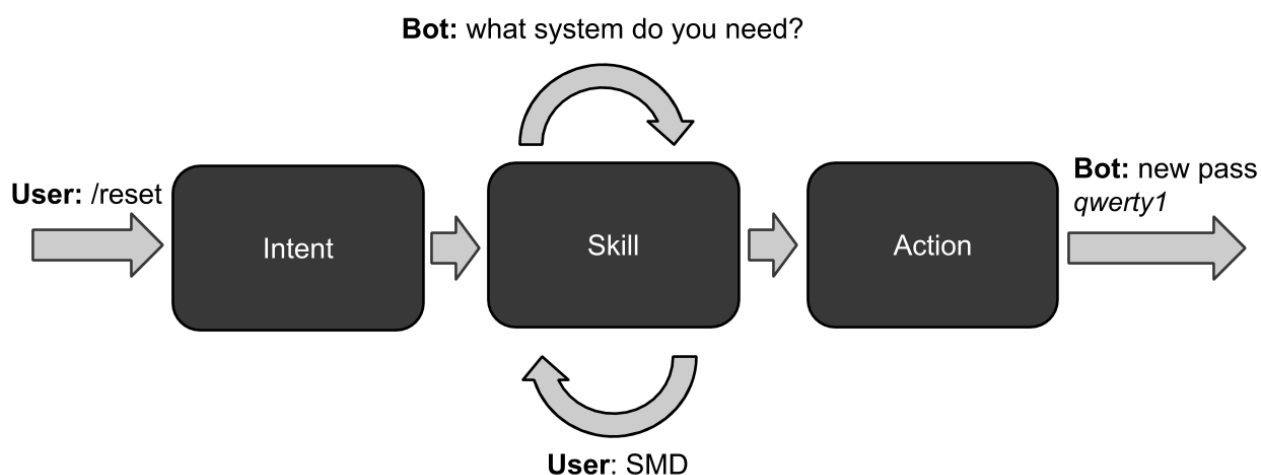 Bot: what system do you need?
User: /reset
Intent
Skill
Action
Bot: new pass
qwerty1
User: SMD